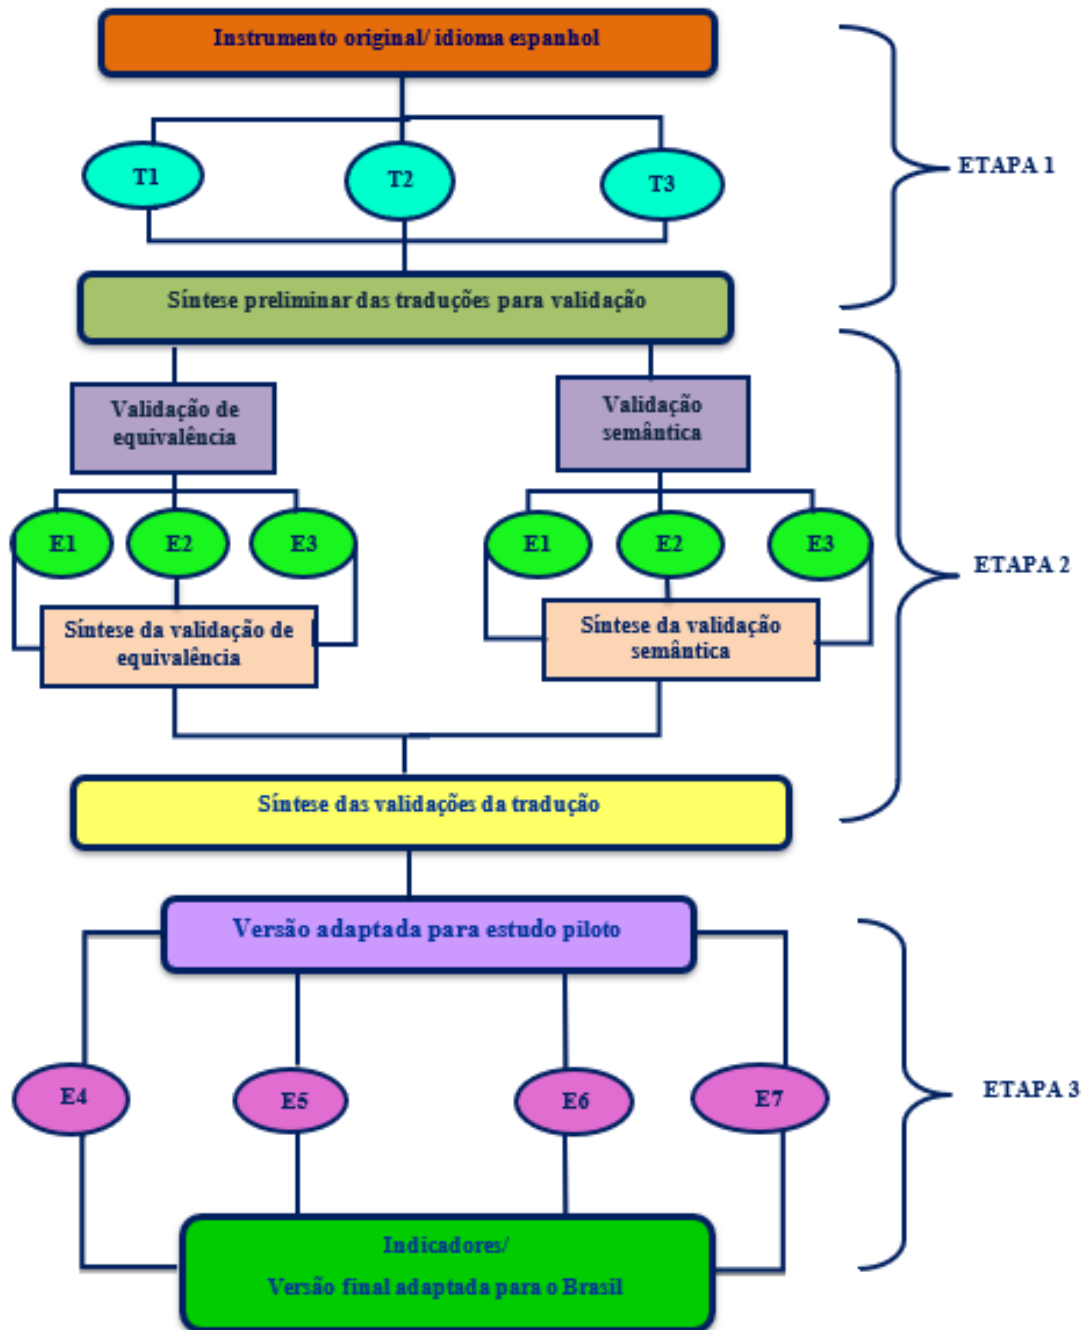 Instrumento original/ idioma espanhol
T1
T2
T3
ETAPA 1
Síntese preliminar das traduções para validação
Validação de
equivalência
Validação
semântica
E1
E2
E3
E1
E2
E3
ETAPA 2
Síntese da validação de
equivalência
Síntese da validação
semântica
Síntese das validações da tradução
Versão adaptada para estudo piloto
E4
E5
E6
E7
ETAPA 3
Indicadores/
Versão final adaptada para o Brasil